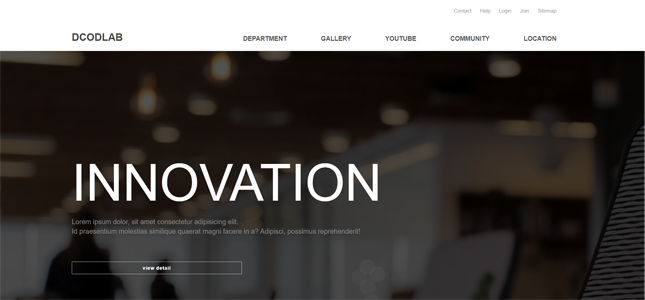 Contact Help Login Join Sitemap
DCODLAB DEPARTMENT GALLERY YOUTUBE COMMUNITY LOCATION
INNOVATION
Lorem ipsum dolor, sit amet consectetur adipisicing elit.
Id praesentium molestias similique quaerat magni facere in a? Adipisci, possimus reprehenderit!
view detail